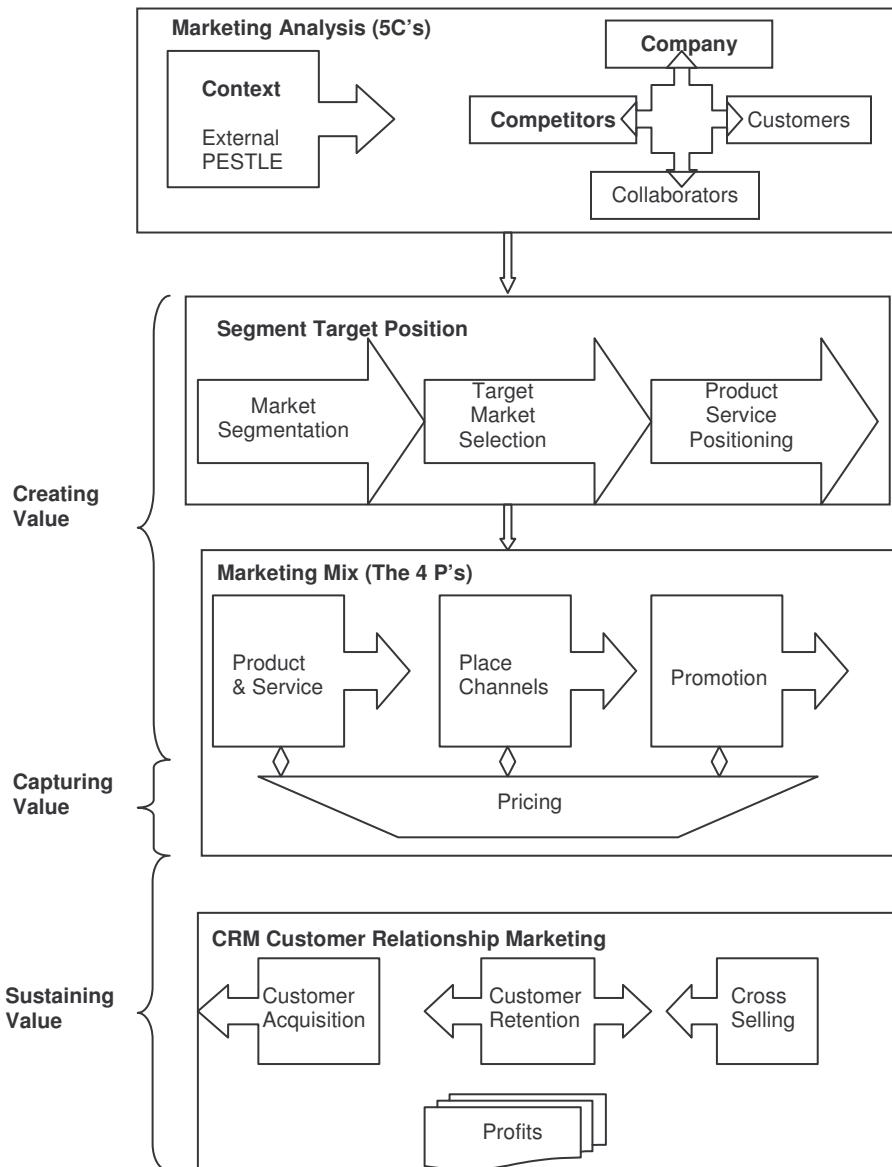 Marketing Analysis (5C's)
Context
External
PESTLE
Company
Competitors
Customers
Collaborators
Segment Target Position
Market
Segmentation
Target
Market
Selection
Product
Service
Positioning
Creating
Value
Marketing Mix (The 4 P's)
Product
& Service
Place
Channels
Promotion
Capturing
Value
Pricing
CRM Customer Relationship Marketing
Customer
Acquisition
Customer
Retention
Cross
Selling
Sustaining
Value
Profits